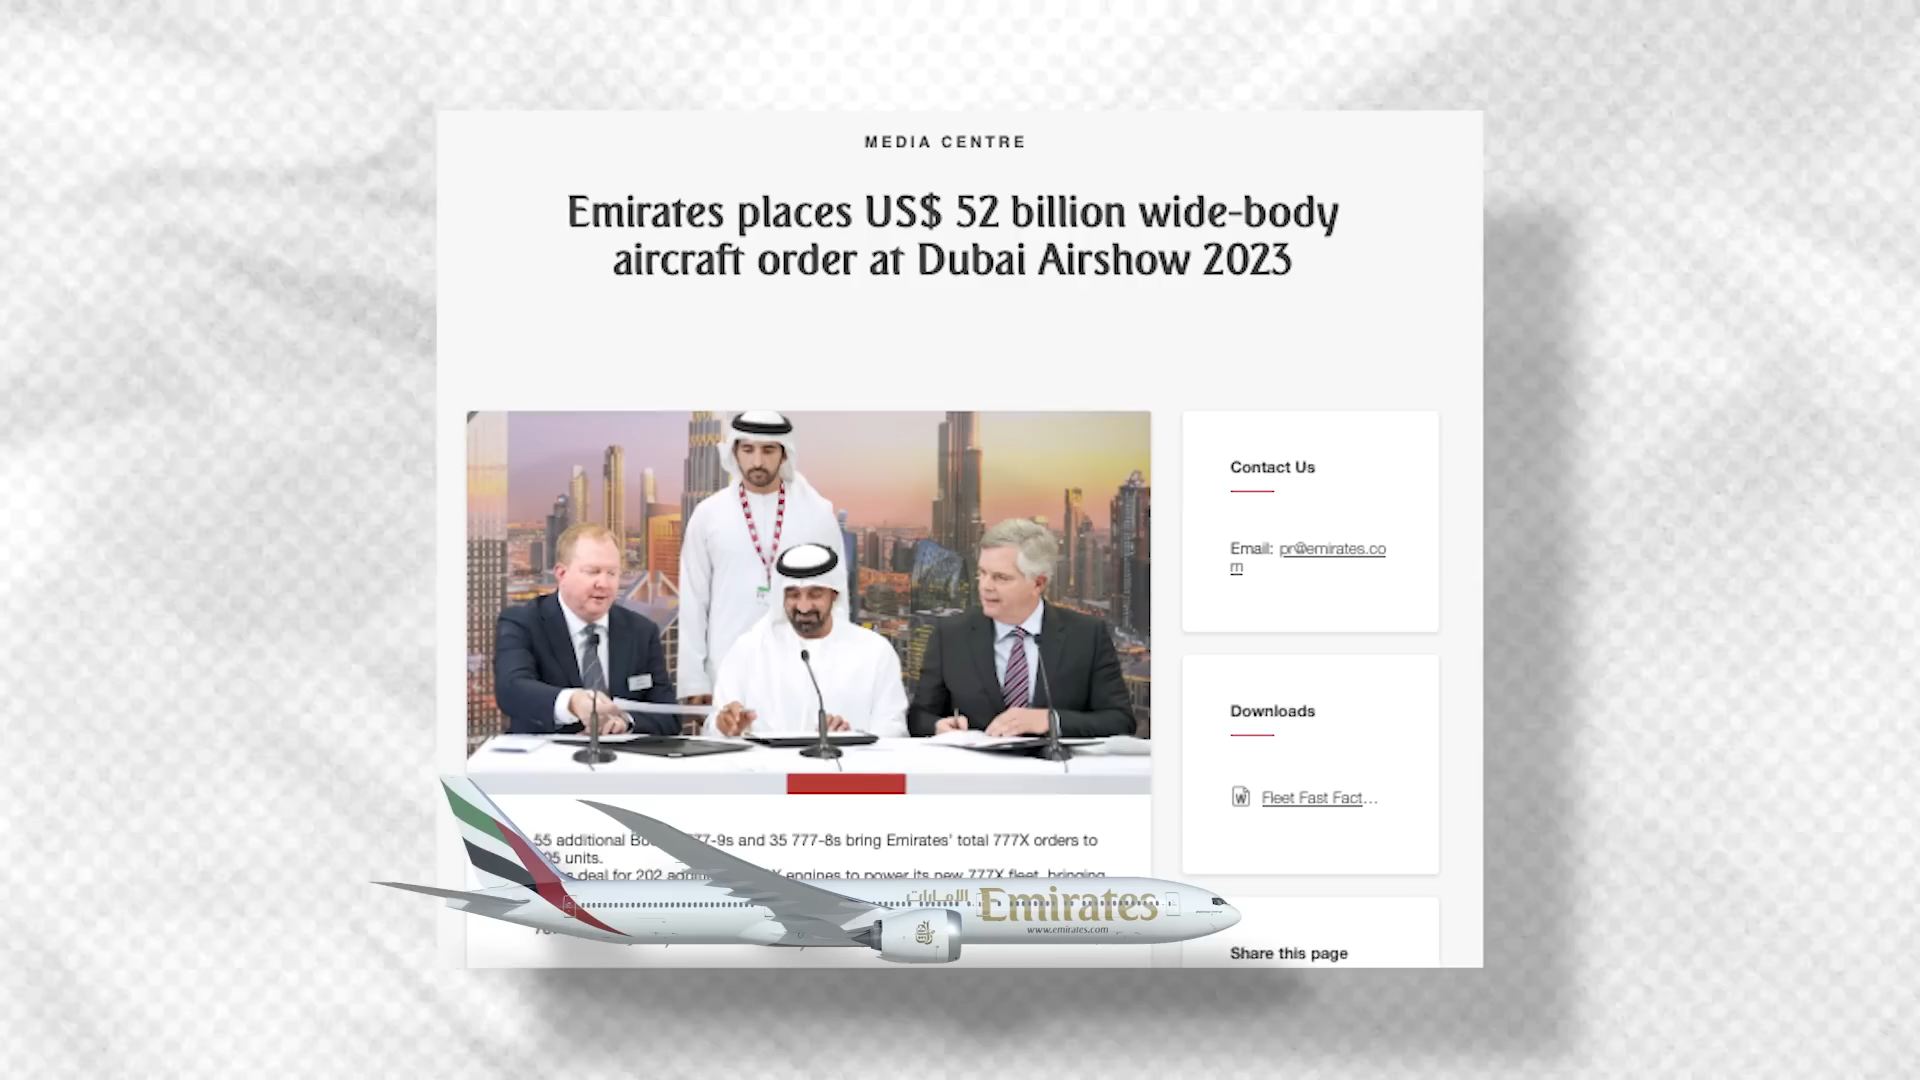 MEDIA CENTRE
Emirates places US$ 52 billion wide-body
aircraft order at Dubai Airshow 2023
Contact Us
Email: pr@emirates.co
m
Downloads
Fleet Fast Fact...
55 additional 77-9s and 35 777-8s bring Emirates' total 777X orders to
05 units.
deal for 202 engines to power its new 777X fleet, bringing
الإمارات Emirates
www.emirates.com
Share this page